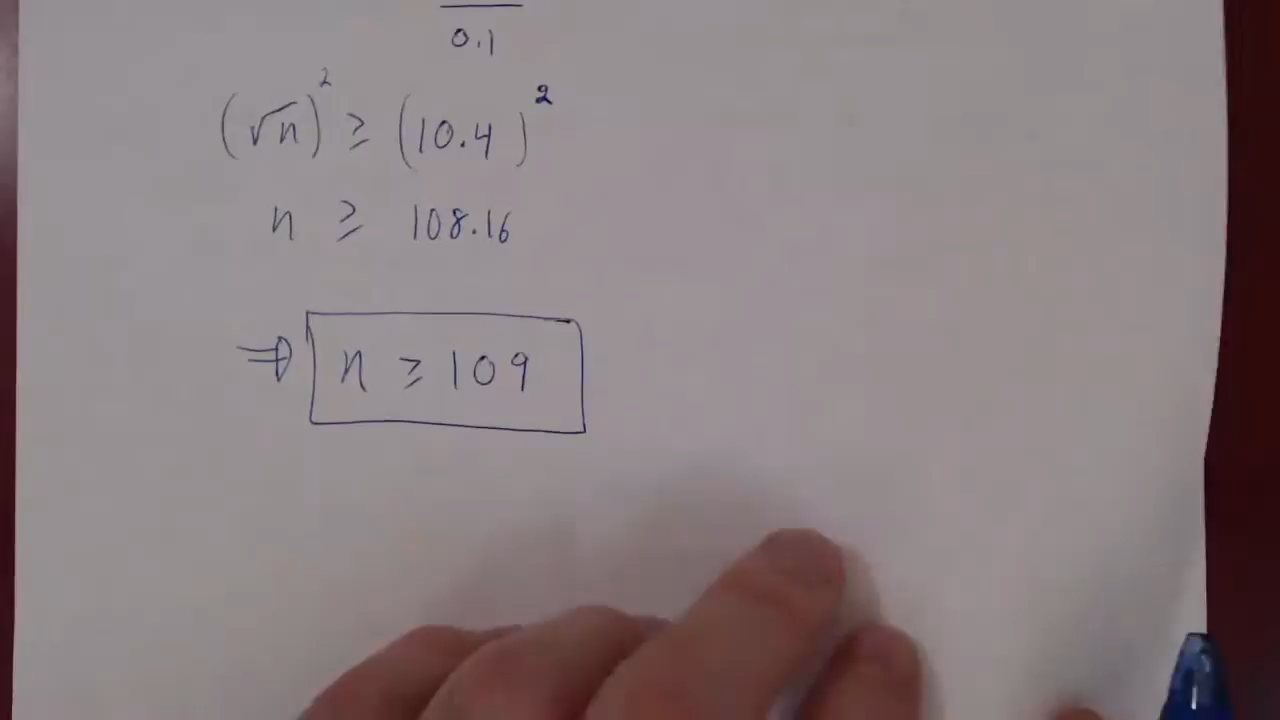 0.1
(√n)² ≥ (10.4)²
n ≥ 108.16
⇒ n ≥ 109